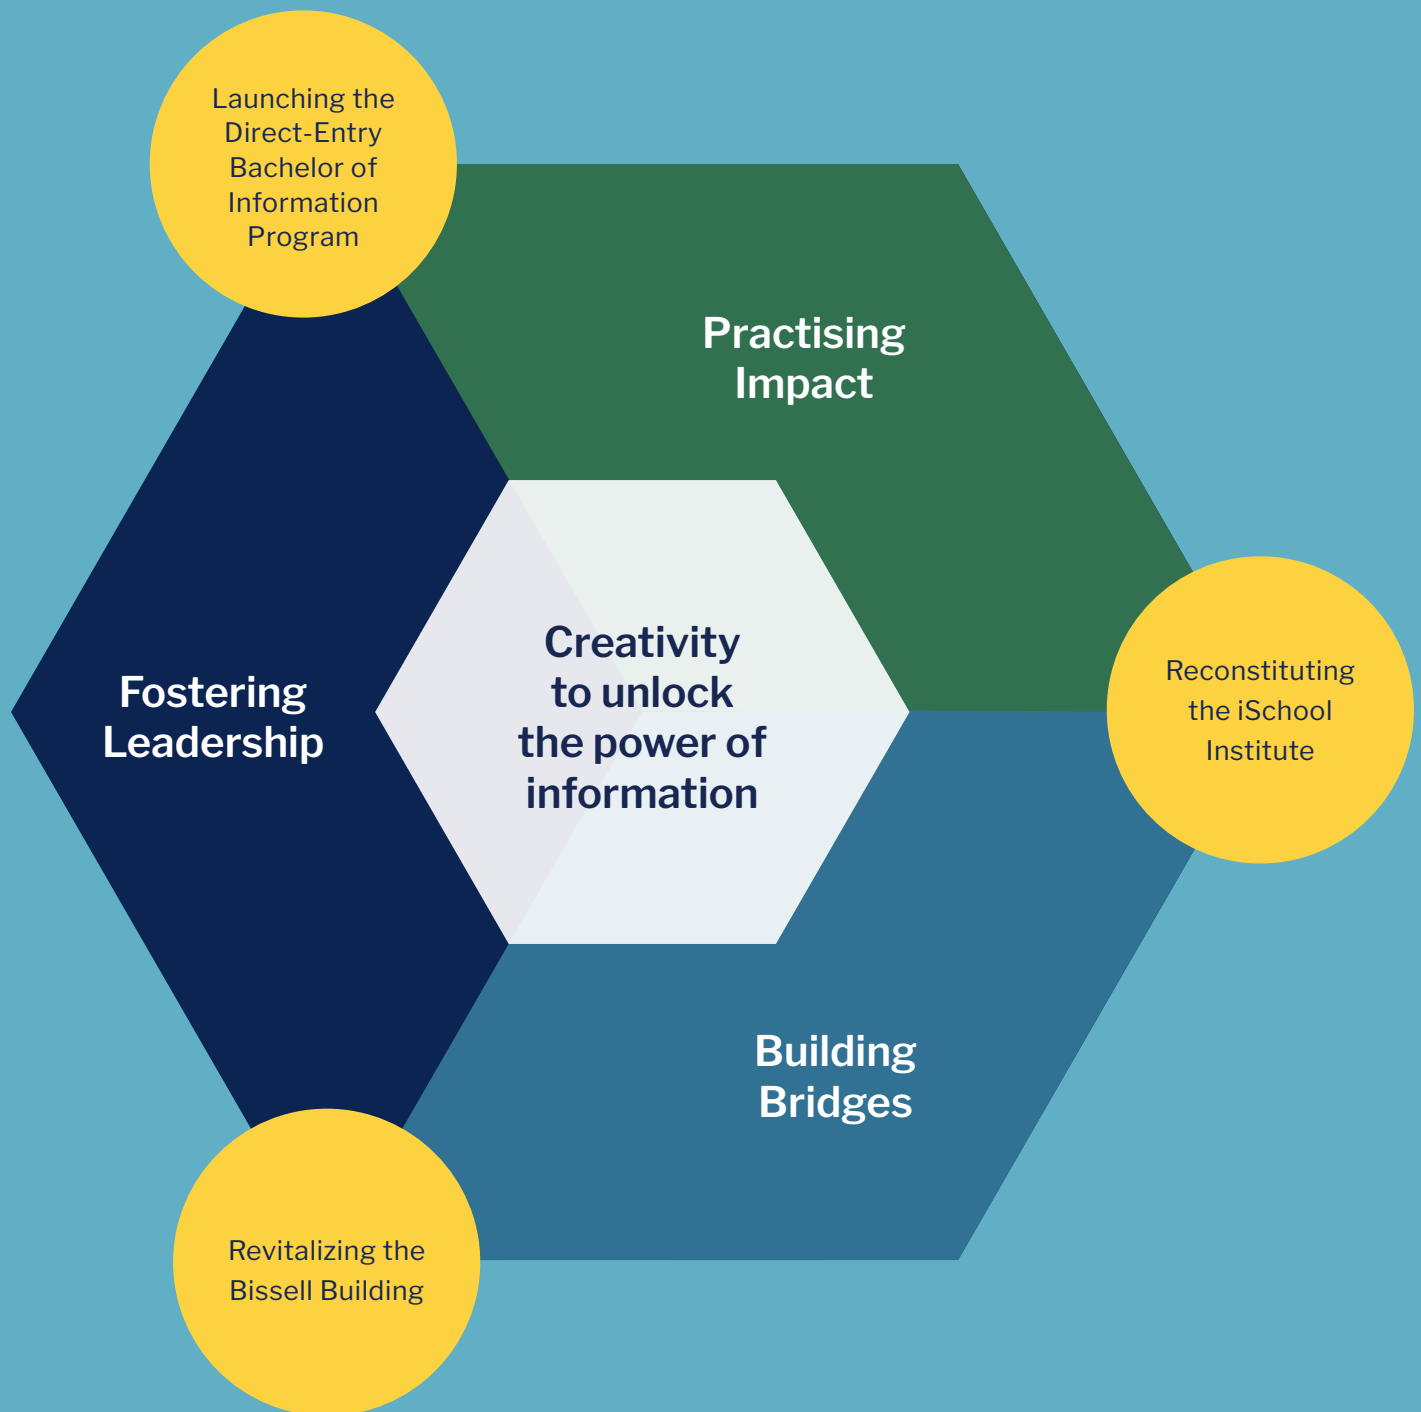 Launching the
Direct-Entry
Bachelor of
Information
Program
Practising
Impact
Creativity
to unlock
the power of
information
Fostering
Leadership
Reconstituting
the iSchool
Institute
Building
Bridges
Revitalizing the
Bissell Building